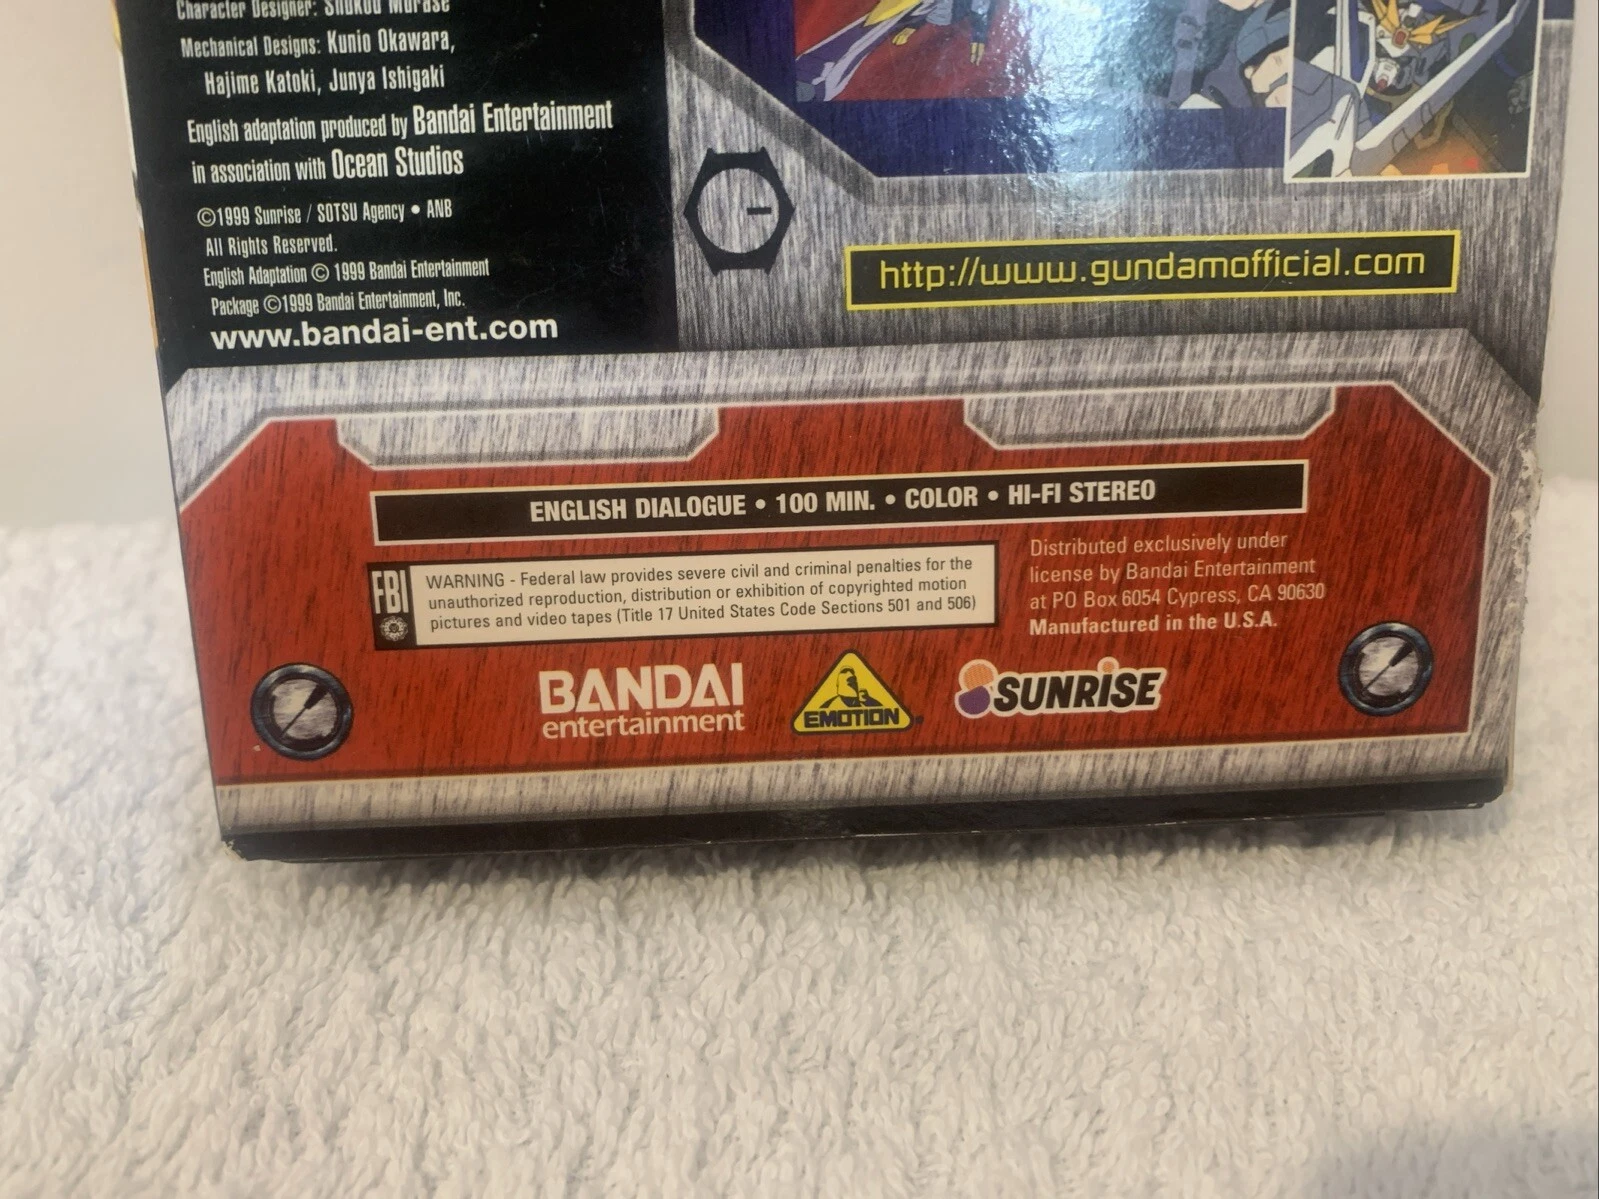 Character Designer: Shukou Murase
Mechanical Designs: Kunio Okawara,
Hajime Katoki, Junya Ishigaki
English adaptation produced by Bandai Entertainment
in association with Ocean Studios
©1999 Sunrise / SOTSU Agency • ANB
All Rights Reserved.
English Adaptation © 1999 Bandai Entertainment
Package ©1999 Bandai Entertainment, Inc.
www.bandai-ent.com
http://www.gundamofficial.com
ENGLISH DIALOGUE • 100 MIN. • COLOR • HI-FI STEREO
FBI
WARNING - Federal law provides severe civil and criminal penalties for the
unauthorized reproduction, distribution or exhibition of copyrighted motion
pictures and video tapes (Title 17 United States Code Sections 501 and 506)
Distributed exclusively under
license by Bandai Entertainment
at PO Box 6054 Cypress, CA 90630
Manufactured in the U.S.A.
BANDAI
entertainment
EMOTION
SUNRISE